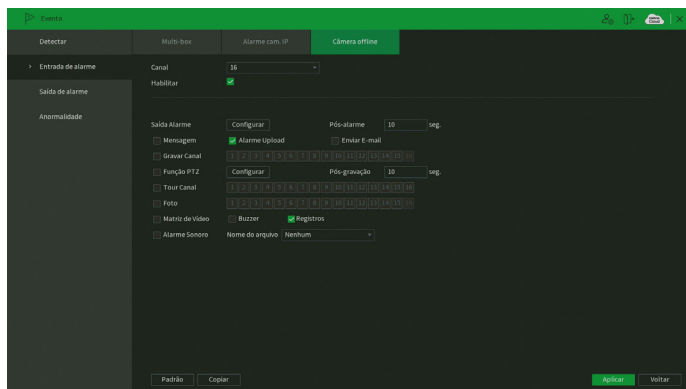 Evento
Detectar
Multi-box
Alarme cam. IP
Câmera offline
Entrada de alarme
Saída de alarme
Anormalidade
Canal 16
Habilitar
Saída Alarme Configurar Pós-alarme 10 seg.
Mensagem Alarme Upload Enviar E-mail
Gravar Canal 1 2 3 4 5 6 7 8 9 10 11 12 13 14 15 16
Função PTZ Configurar Pós-gravação 10 seg.
Tour Canal 1 2 3 4 5 6 7 8 9 10 11 12 13 14 15 16
Foto 1 2 3 4 5 6 7 8 9 10 11 12 13 14 15 16
Matriz de Vídeo Buzzer Registros
Alarme Sonoro Nome do arquivo Nenhum
Padrão Copiar Aplicar Voltar